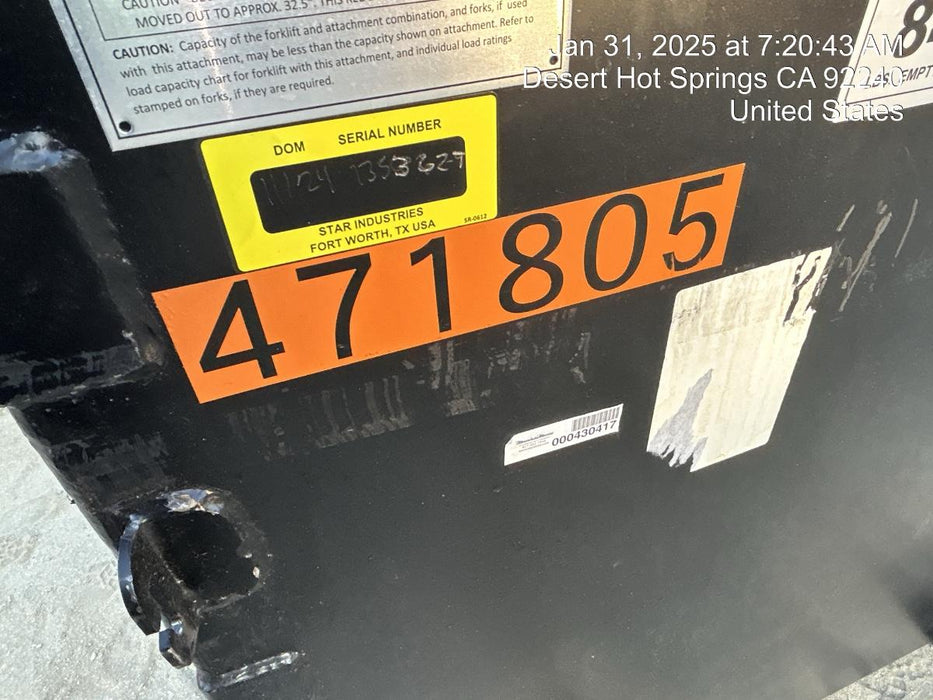 MOVED OUT TO APPROX. 32.5".
CAUTION: Capacity of the forklift and attachment combination, and forks, if used
with this attachment, may be less than the capacity shown on attachment. Refer to
load capacity chart for forklift with this attachment, and individual load ratings
stamped on forks, if they are required.
Jan 31, 2025 at 7:20:43 AM
Desert Hot Springs CA 92240
United States
DOM SERIAL NUMBER
11/24
STAR INDUSTRIES
FORT WORTH, TX USA
SR-0612
471805
000430417